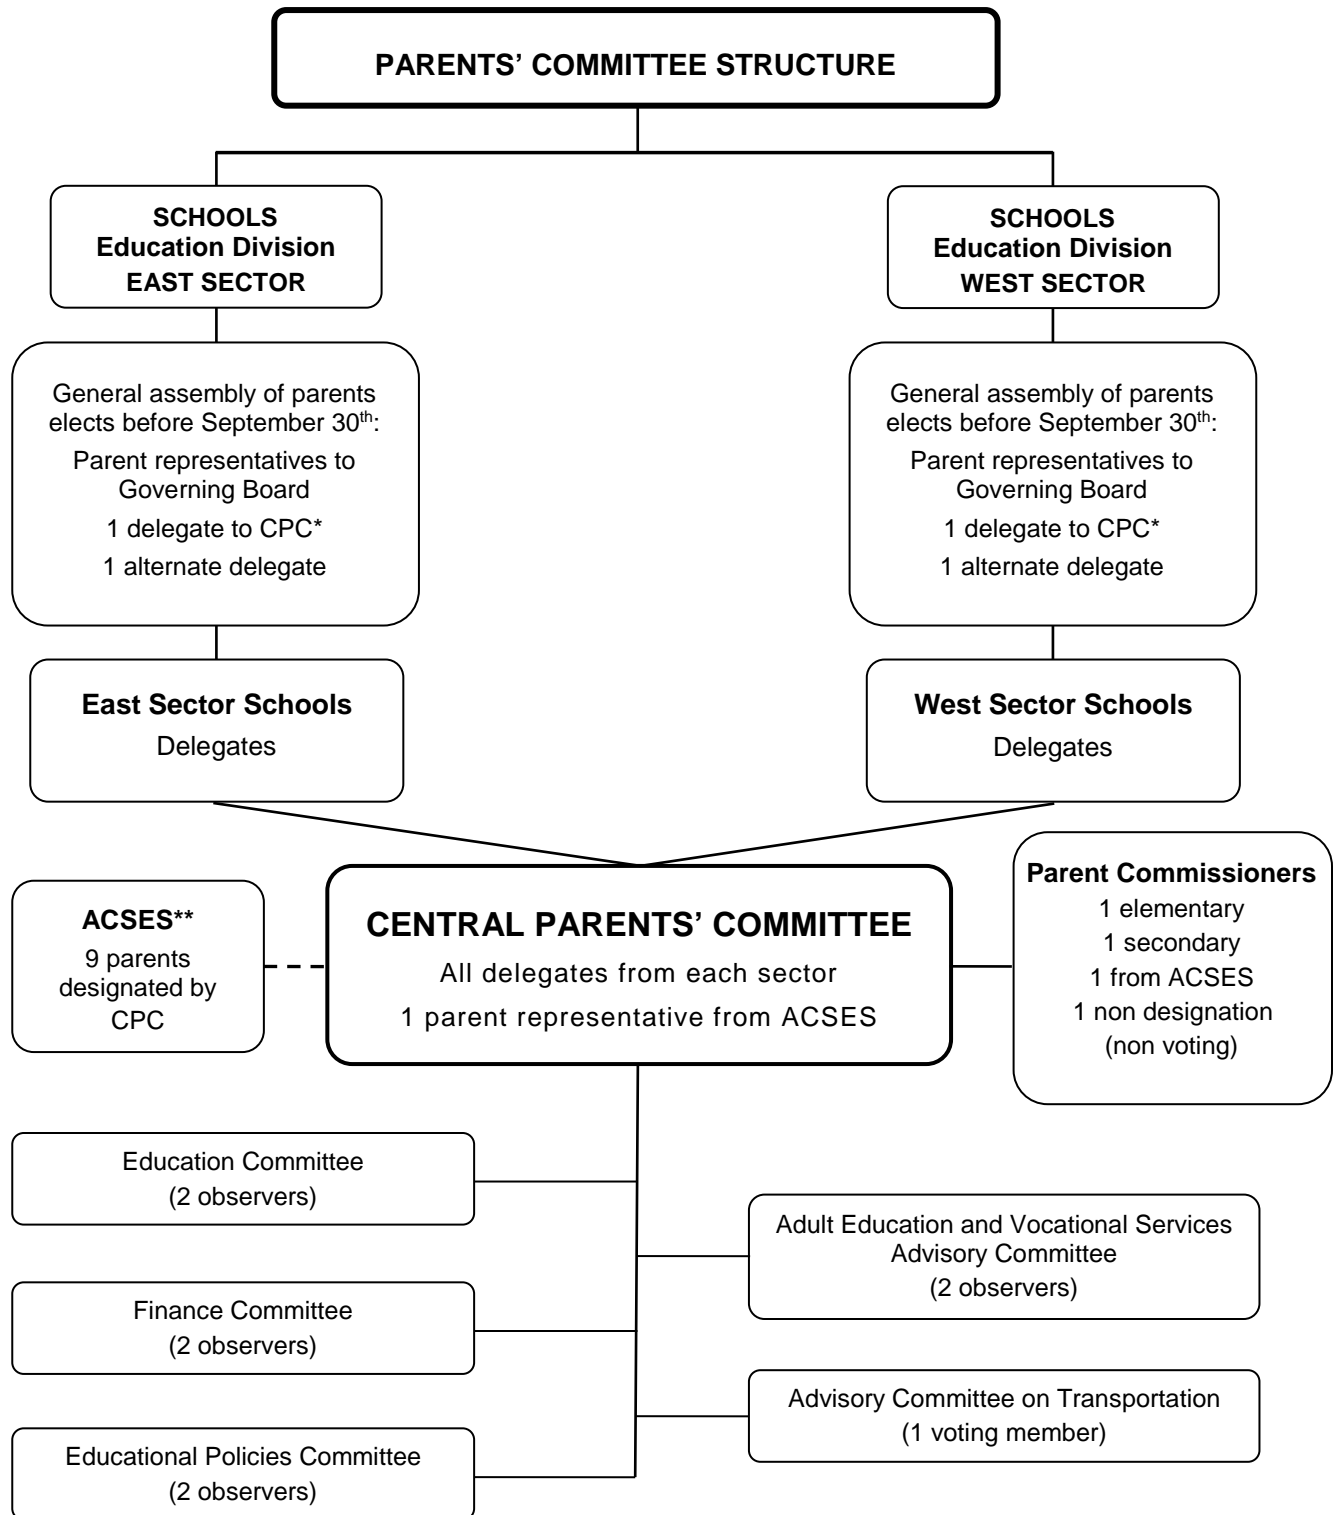 PARENTS’ COMMITTEE STRUCTURE
SCHOOLS
Education Division
EAST SECTOR
SCHOOLS
Education Division
WEST SECTOR
General assembly of parents
elects before September 30th:
Parent representatives to
Governing Board
1 delegate to CPC*
1 alternate delegate
General assembly of parents
elects before September 30th:
Parent representatives to
Governing Board
1 delegate to CPC*
1 alternate delegate
East Sector Schools
Delegates
West Sector Schools
Delegates
ACSES**
9 parents
designated by
CPC
CENTRAL PARENTS’ COMMITTEE
All delegates from each sector
1 parent representative from ACSES
Parent Commissioners
1 elementary
1 secondary
1 from ACSES
1 non designation
(non voting)
Education Committee
(2 observers)
Adult Education and Vocational Services
Advisory Committee
(2 observers)
Finance Committee
(2 observers)
Advisory Committee on Transportation
(1 voting member)
Educational Policies Committee
(2 observers)